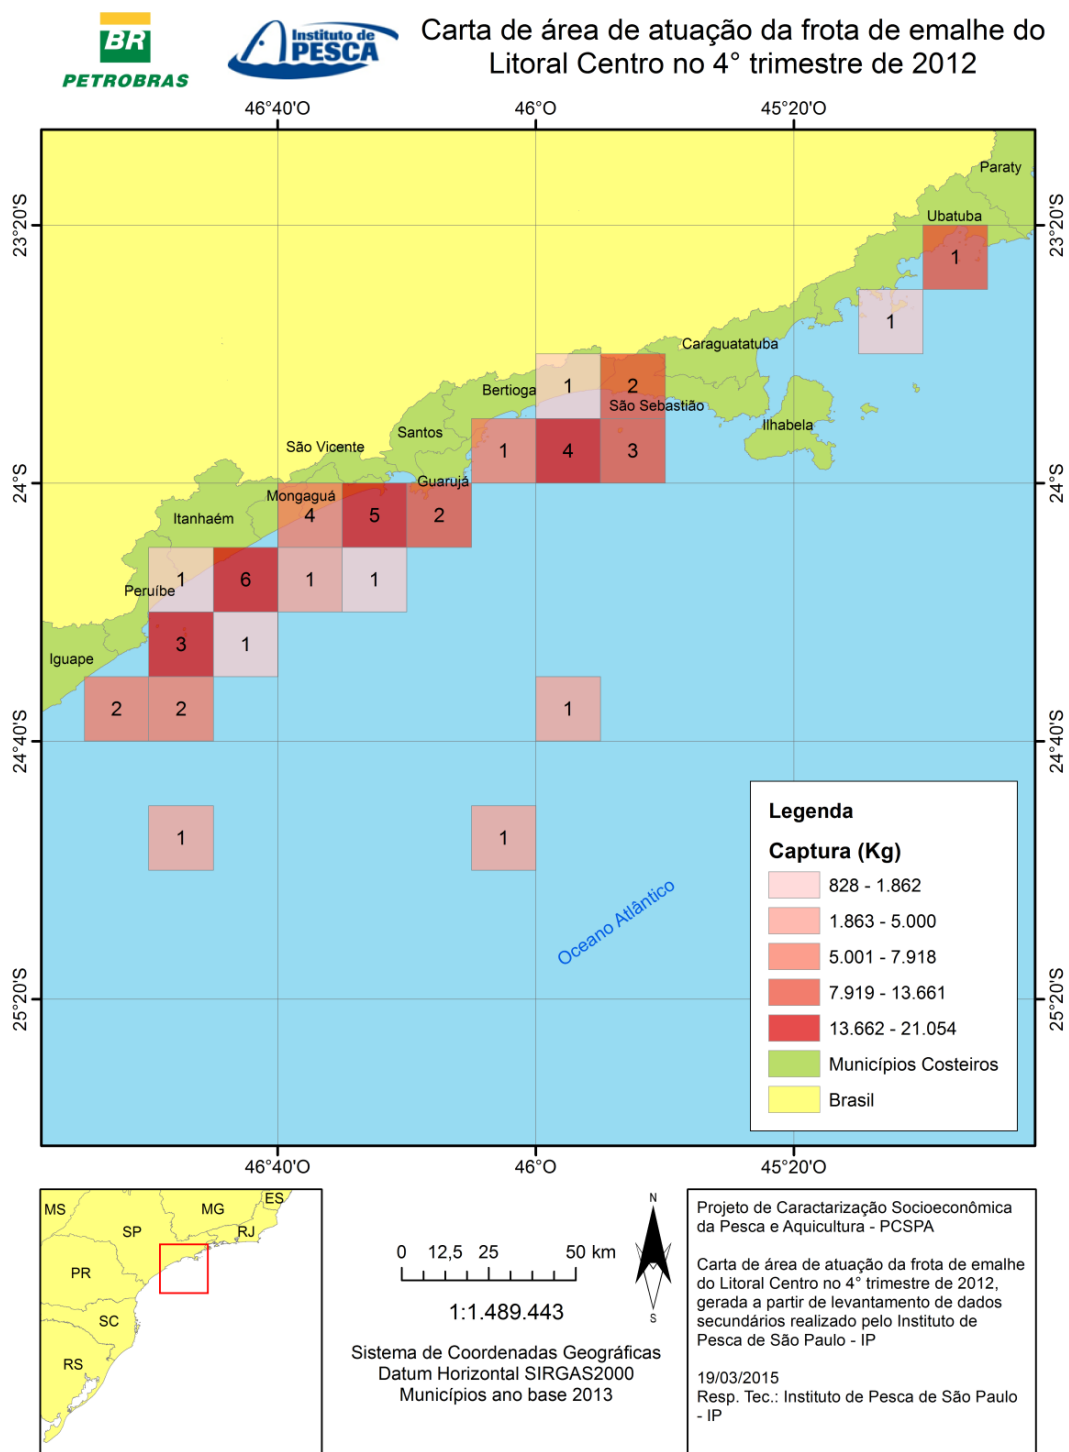 BR
PETROBRAS
Instituto de
PESCA
Carta de área de atuação da frota de emalhe do
Litoral Centro no 4° trimestre de 2012
46°40'O
46°O
45°20'O
23°20'S
23°20'S
Paraty
Ubatuba
1
1
Caraguatatuba
Bertioga
1
2
São Sebastião
Ilhabela
Santos
São Vicente
1
4
3
24°S
24°S
Guarujá
Mongaguá
Itanhaém
4
5
2
Peruíbe
1
6
1
1
Iguape
3
1
2
2
1
24°40'S
24°40'S
1
1
Oceano Atlântico
25°20'S
25°20'S
Legenda
Captura (Kg)
828 - 1.862
1.863 - 5.000
5.001 - 7.918
7.919 - 13.661
13.662 - 21.054
Municípios Costeiros
Brasil
46°40'O
46°O
45°20'O
MS
MG
ES
SP
RJ
PR
SC
RS
0 12,5 25 50 km
1:1.489.443
N
S
Sistema de Coordenadas Geográficas
Datum Horizontal SIRGAS2000
Municípios ano base 2013
Projeto de Caractarização Socioeconômica
da Pesca e Aquicultura - PCSPA
Carta de área de atuação da frota de emalhe
do Litoral Centro no 4° trimestre de 2012,
gerada a partir de levantamento de dados
secundários realizado pelo Instituto de
Pesca de São Paulo - IP
19/03/2015
Resp. Tec.: Instituto de Pesca de São Paulo
- IP